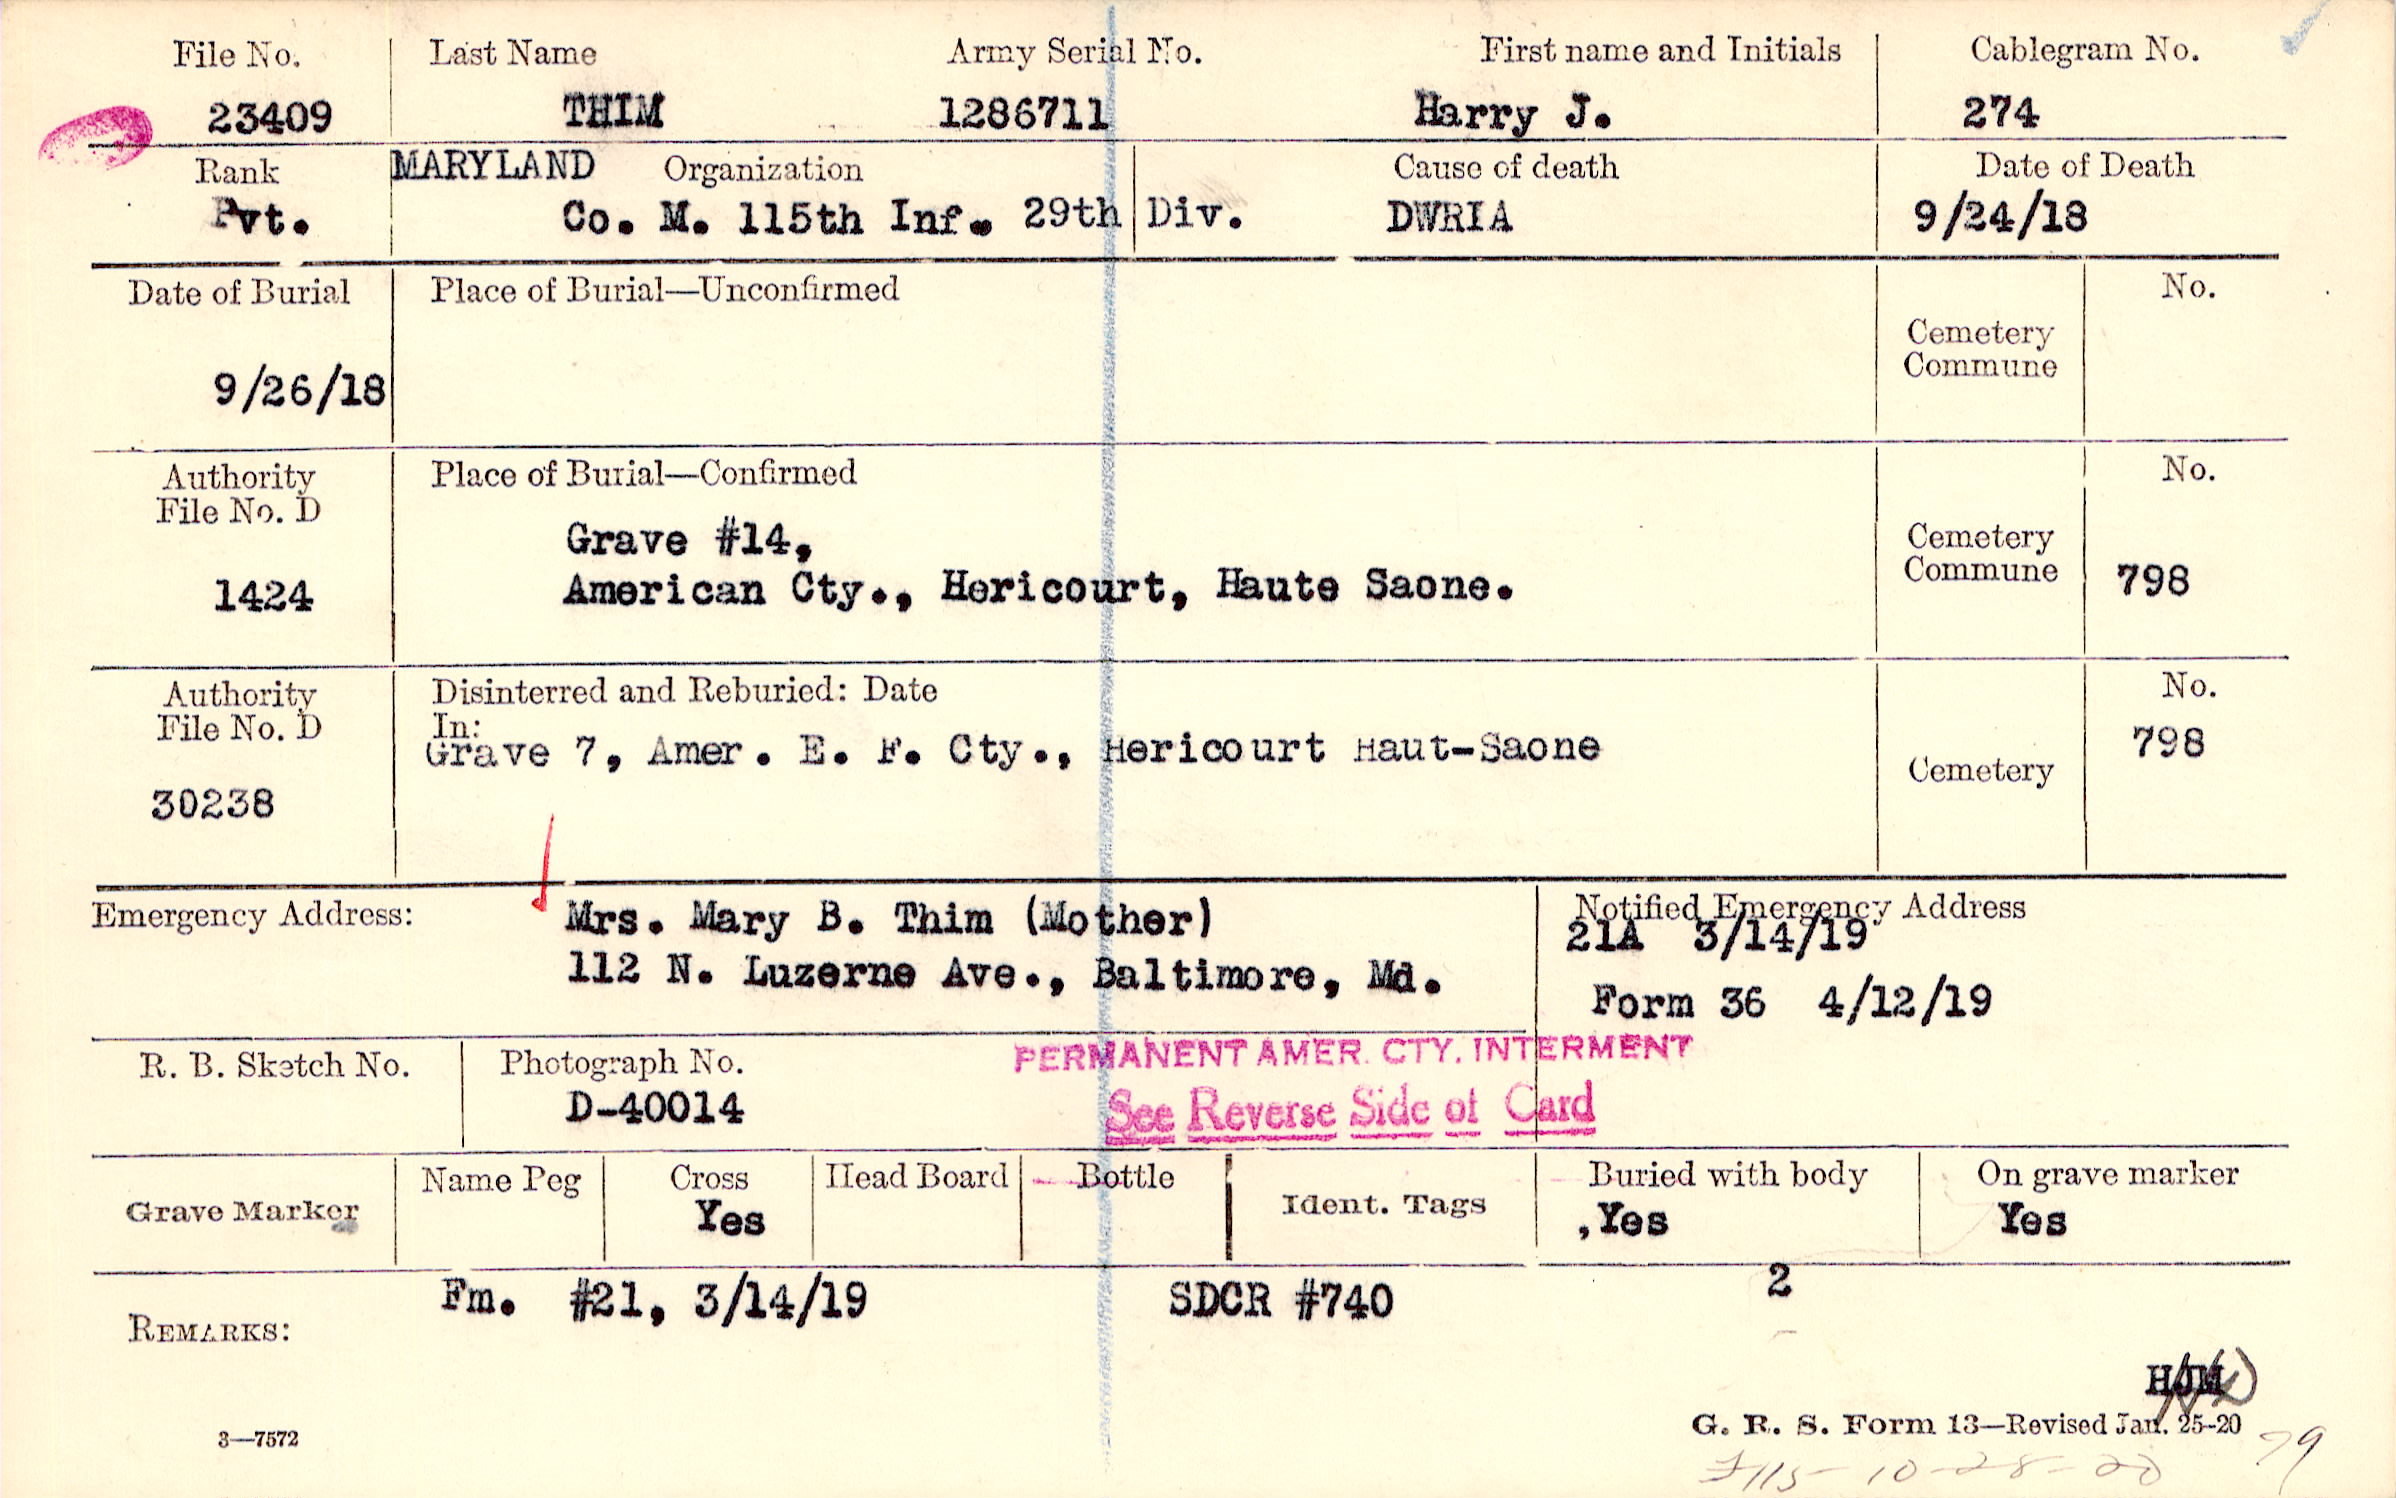 File No. Last Name Army Serial No. First name and Initials Cablegram No.
23409 THIM 1286711 Harry J. 274
Rank MARYLAND Organization Cause of death Date of Death
Pvt. Co. M. 115th Inf. 29th Div. DWRIA 9/24/18
Date of Burial Place of Burial—Unconfirmed No.
Cemetery
Commune
9/26/18
Authority Place of Burial—Confirmed No.
File No. D
Grave #14, Cemetery
1424 American Cty., Hericourt, Haute Saone. Commune 798
Authority Disinterred and Reburied: Date No.
File No. D In:
Grave 7, Amer. E. F. Cty., Hericourt Haut-Saone 798
Cemetery
30238
Emergency Address: Mrs. Mary B. Thim (Mother) Notified Emergency Address
21A 3/14/19
112 N. Luzerne Ave., Baltimore, Md.
Form 36 4/12/19
R. B. Sketch No. Photograph No. PERMANENT AMER. CTY. INTERMENT
D-40014 See Reverse Side of Card
Grave Marker Name Peg Cross Head Board Bottle Ident. Tags Buried with body On grave marker
Yes ,Yes Yes
2
Fm. #21, 3/14/19 SDCR #740
REMARKS:
HJM
3—7572 G. R. S. Form 13—Revised Jan. 25-20
79
10-28-20